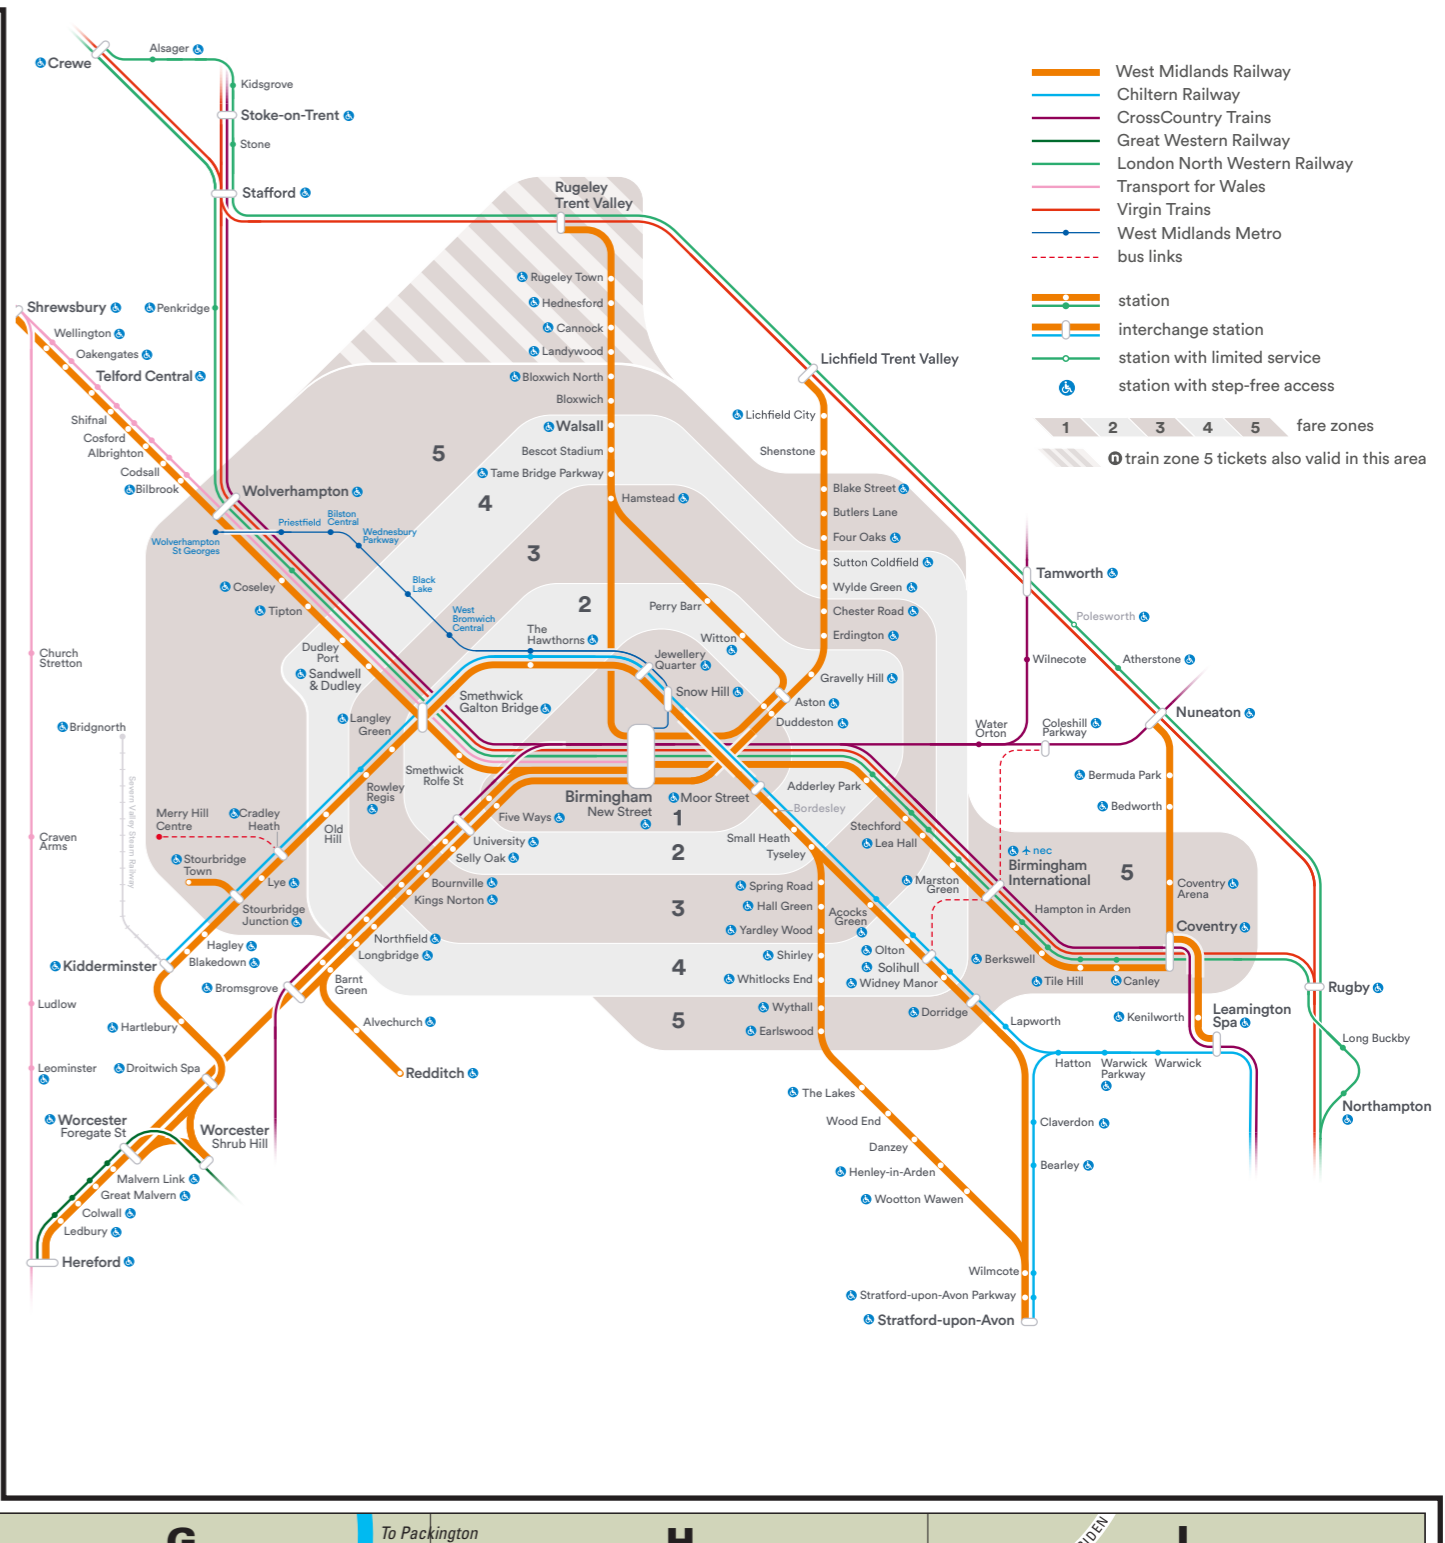 Crewe
Alsager
Kidsgrove
Stoke-on-Trent
Stone
Stafford
Penkridge
Rugeley
Trent Valley
Rugeley Town
Hednesford
Cannock
Landywood
Bloxwich North
Bloxwich
Walsall
Bescot Stadium
Tame Bridge Parkway
Hamstead
Perry Barr
Witton
West Midlands Railway
Chiltern Railway
CrossCountry Trains
Great Western Railway
London North Western Railway
Transport for Wales
Virgin Trains
West Midlands Metro
bus links
station
interchange station
station with limited service
station with step-free access
1 2 3 4 5 fare zones
n train zone 5 tickets also valid in this area
Shrewsbury
Wellington
Oakengates
Telford Central
Shifnal
Cosford
Albrighton
Codsall
Bilbrook
Wolverhampton
Wolverhampton
St Georges
Priestfield
Bilston
Central
Wednesbury
Parkway
Black
Lake
West
Bromwich
Central
The
Hawthorns
Jewellery
Quarter
Snow Hill
Coseley
Tipton
Dudley
Port
Sandwell
& Dudley
Smethwick
Galton Bridge
Langley
Green
Smethwick
Rolfe St
Rowley
Regis
Old
Hill
Cradley
Heath
Merry Hill
Centre
Lye
Stourbridge
Town
Stourbridge
Junction
Hagley
Blakedown
Kidderminster
Hartlebury
Droitwich Spa
Worcester
Foregate St
Worcester
Shrub Hill
Malvern Link
Great Malvern
Colwall
Ledbury
Hereford
Bridgnorth
Severn Valley Steam Railway
Church
Stretton
Craven
Arms
Ludlow
Leominster
5
4
3
2
1
2
3
4
5
5
Lichfield Trent Valley
Lichfield City
Shenstone
Blake Street
Butlers Lane
Four Oaks
Sutton Coldfield
Wylde Green
Chester Road
Erdington
Gravelly Hill
Aston
Duddeston
Birmingham
New Street
Moor Street
Bordesley
Five Ways
University
Selly Oak
Bournville
Kings Norton
Northfield
Longbridge
Barnt
Green
Bromsgrove
Alvechurch
Redditch
Small Heath
Tyseley
Spring Road
Hall Green
Yardley Wood
Shirley
Whitlocks End
Wythall
Earlswood
The Lakes
Wood End
Danzey
Henley-in-Arden
Wootton Wawen
Wilmcote
Stratford-upon-Avon Parkway
Stratford-upon-Avon
Acocks
Green
Olton
Solihull
Widney Manor
Dorridge
Lapworth
Hatton
Warwick
Parkway
Warwick
Claverdon
Bearley
Leamington
Spa
Kenilworth
Adderley Park
Stechford
Lea Hall
Marston
Green
nec
Birmingham
International
Hampton in Arden
Berkswell
Tile Hill
Canley
Coventry
Coventry
Arena
Bedworth
Bermuda Park
Nuneaton
Coleshill
Parkway
Water
Orton
Wilnecote
Tamworth
Polesworth
Atherstone
Rugby
Long Buckby
Northampton
G
To Packington
H
IDEN
I